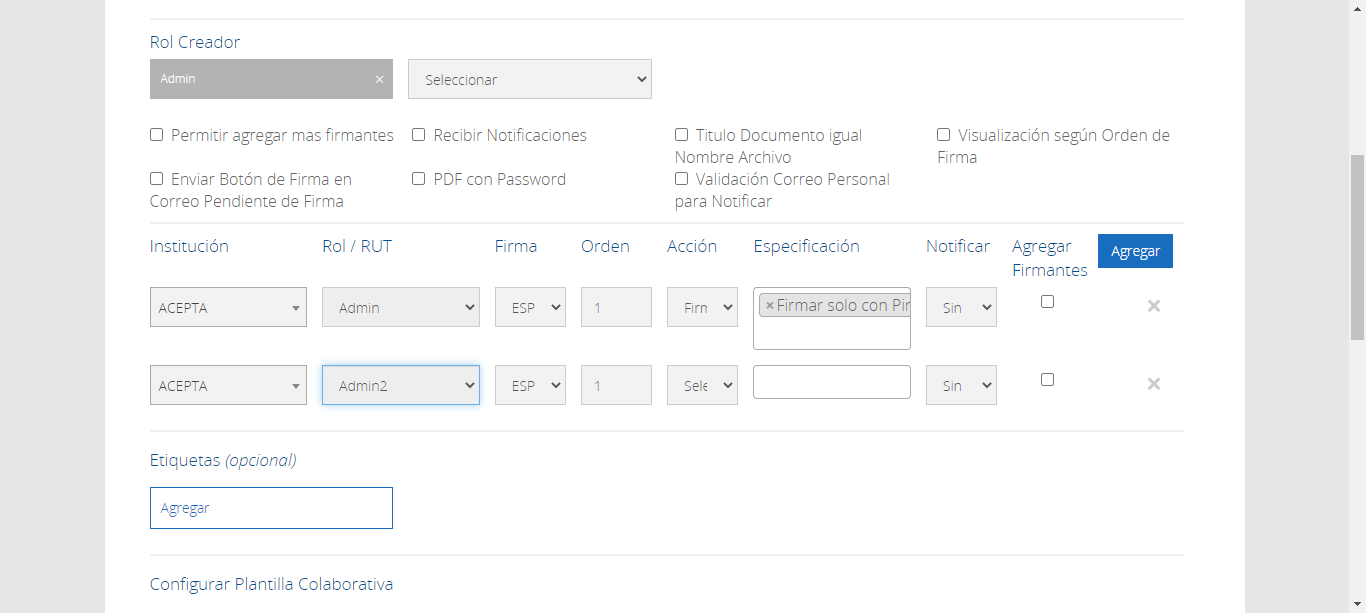 Rol Creador
Admin ×
Seleccionar
Permitir agregar mas firmantes
Recibir Notificaciones
Titulo Documento igual
Nombre Archivo
Visualización según Orden de
Firma
Enviar Botón de Firma en
Correo Pendiente de Firma
PDF con Password
Validación Correo Personal
para Notificar
Institución Rol / RUT Firma Orden Acción Especificación Notificar Agregar
Firmantes
Agregar
ACEPTA Admin ESP 1 Firm ×Firmar solo con Pin Sin ×
ACEPTA Admin2 ESP 1 Sele Sin ×
Etiquetas (opcional)
Agregar
Configurar Plantilla Colaborativa